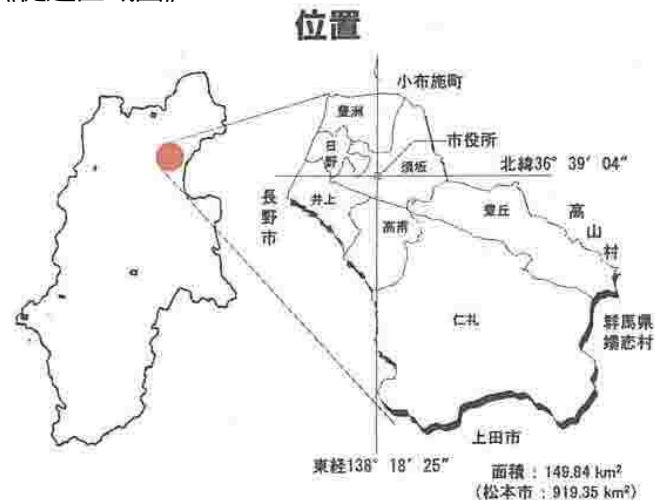 位置
小布施町
豊洲
市役所
日野
須坂
北緯36° 39′ 04″
長野市
井上
高甫
豊丘
高山村
仁礼
群馬県
嬬恋村
上田市
東経138° 18′ 25″
面積：149.84 km²
（松本市：919.35 km²）